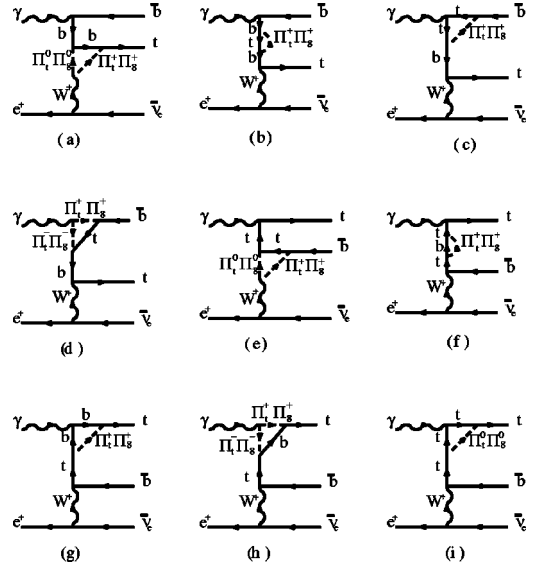 γ b̄
b b t
Π_t^0 Π_8^0 Π_t^+ Π_8^+
W^+
e^+ ν̄_e
(a)
γ b̄
b
t Π_t^+ Π_8^+
b
t
W^+
e^+ ν̄_e
(b)
γ t b̄
t Π_t^+ Π_8^+
b
t
W^+
e^+ ν̄_e
(c)
γ Π_t^+ Π_8^+ b̄
Π_t^- Π_8^- t
b
t
W^+
e^+ ν̄_e
(d)
γ t
t
b̄
Π_t^0 Π_8^0 Π_t^+ Π_8^+
W^+
e^+ ν̄_e
(e)
γ t
t
b Π_t^+ Π_8^+
t b̄
W^+
e^+ ν̄_e
(f)
γ b t
b Π_t^+ Π_8^+
t
b̄
W^+
e^+ ν̄_e
(g)
γ Π_t^+ Π_8^+ t
Π_t^- Π_8^- b
t
b̄
W^+
e^+ ν̄_e
(h)
γ t t
t Π_t^0 Π_8^0
t
b̄
W^+
e^+ ν̄_e
(i)